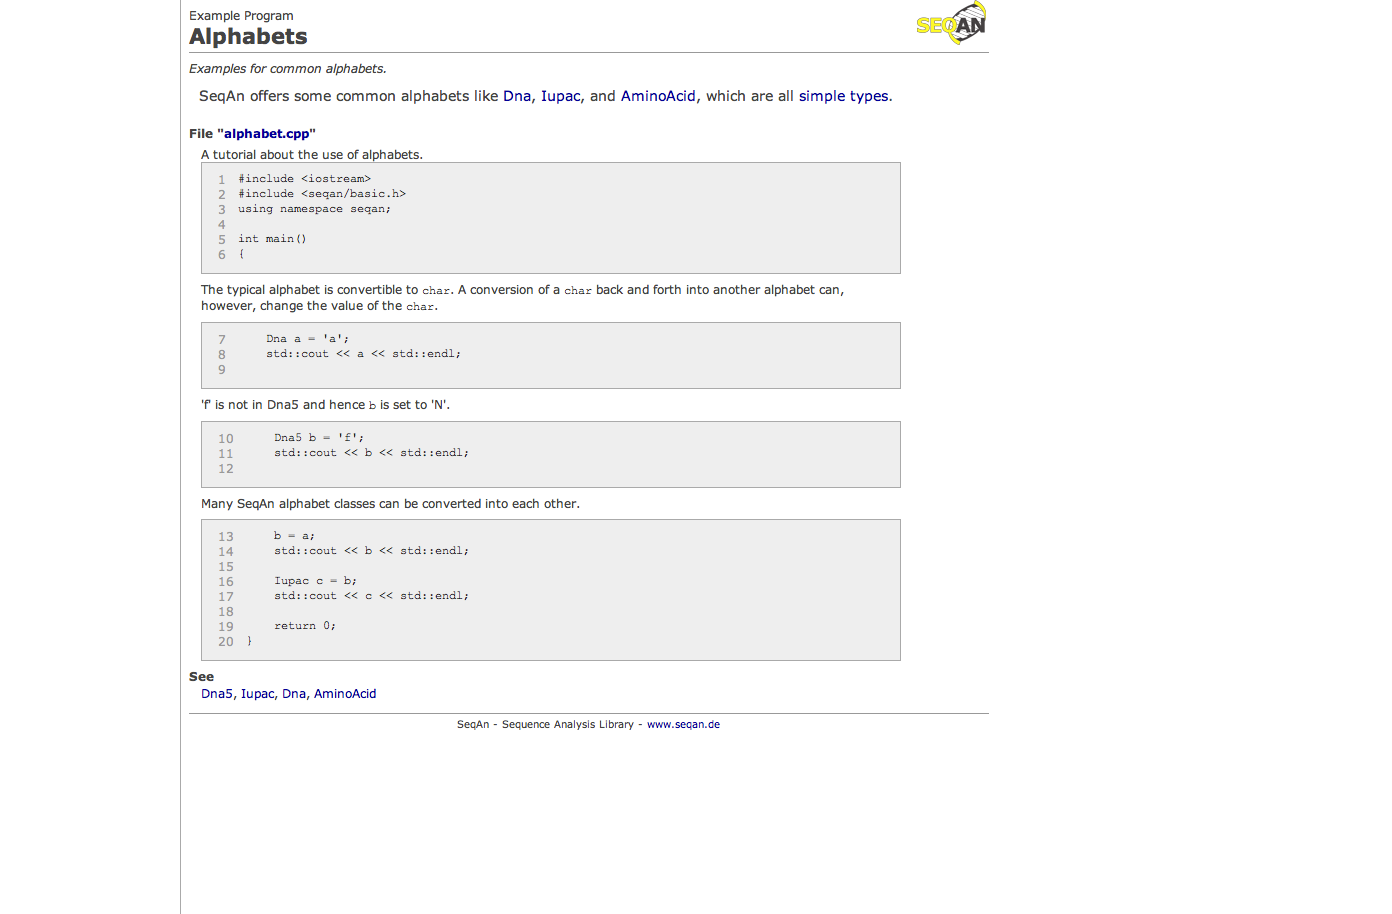 Example Program
Alphabets
SEQAN
Examples for common alphabets.
SeqAn offers some common alphabets like Dna, Iupac, and AminoAcid, which are all simple types.
File "alphabet.cpp"
A tutorial about the use of alphabets.
1 #include <iostream>
2 #include <seqan/basic.h>
3 using namespace seqan;
4
5 int main()
6 {
The typical alphabet is convertible to char. A conversion of a char back and forth into another alphabet can,
however, change the value of the char.
7 Dna a = 'a';
8 std::cout << a << std::endl;
9
'f' is not in Dna5 and hence b is set to 'N'.
10 Dna5 b = 'f';
11 std::cout << b << std::endl;
12
Many SeqAn alphabet classes can be converted into each other.
13 b = a;
14 std::cout << b << std::endl;
15
16 Iupac c = b;
17 std::cout << c << std::endl;
18
19 return 0;
20 }
See
Dna5, Iupac, Dna, AminoAcid
SeqAn - Sequence Analysis Library - www.seqan.de